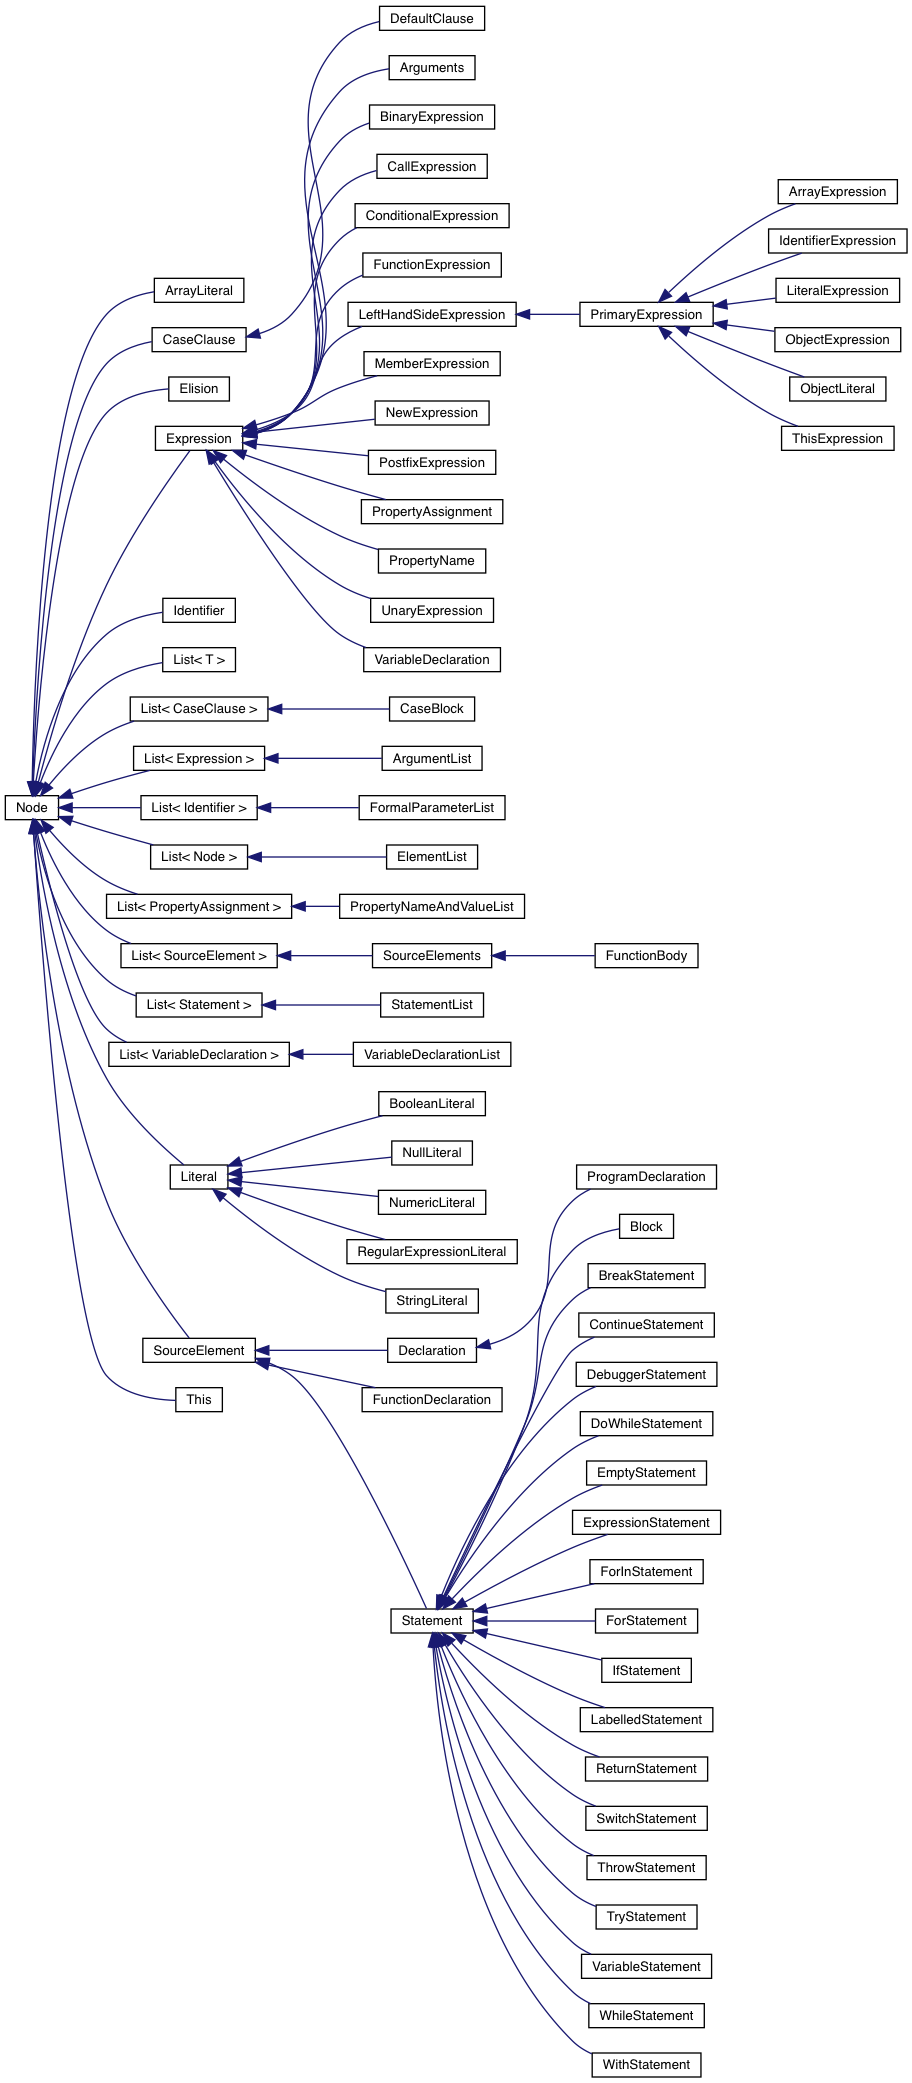 DefaultClause
Arguments
BinaryExpression
CallExpression
ArrayExpression
ConditionalExpression
IdentifierExpression
FunctionExpression
ArrayLiteral
LiteralExpression
LeftHandSideExpression
PrimaryExpression
CaseClause
ObjectExpression
MemberExpression
Elision
ObjectLiteral
NewExpression
Expression
ThisExpression
PostfixExpression
PropertyAssignment
PropertyName
Identifier
UnaryExpression
List< T >
VariableDeclaration
List< CaseClause >
CaseBlock
List< Expression >
ArgumentList
Node
List< Identifier >
FormalParameterList
List< Node >
ElementList
List< PropertyAssignment >
PropertyNameAndValueList
List< SourceElement >
SourceElements
FunctionBody
List< Statement >
StatementList
List< VariableDeclaration >
VariableDeclarationList
BooleanLiteral
NullLiteral
Literal
ProgramDeclaration
NumericLiteral
Block
RegularExpressionLiteral
BreakStatement
StringLiteral
ContinueStatement
SourceElement
Declaration
DebuggerStatement
This
FunctionDeclaration
DoWhileStatement
EmptyStatement
ExpressionStatement
ForInStatement
Statement
ForStatement
IfStatement
LabelledStatement
ReturnStatement
SwitchStatement
ThrowStatement
TryStatement
VariableStatement
WhileStatement
WithStatement